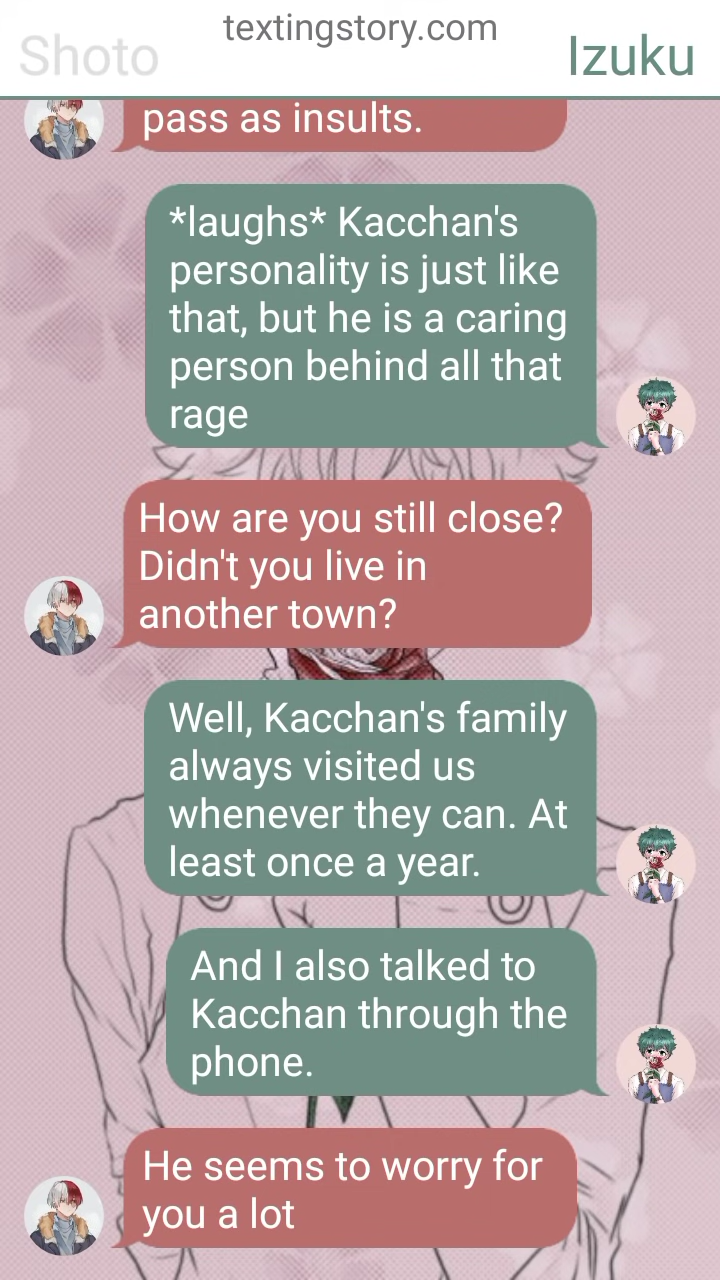 textingstory.com
Shoto
Izuku
pass as insults.
*laughs* Kacchan's
personality is just like
that, but he is a caring
person behind all that
rage
How are you still close?
Didn't you live in
another town?
Well, Kacchan's family
always visited us
whenever they can. At
least once a year.
And I also talked to
Kacchan through the
phone.
He seems to worry for
you a lot